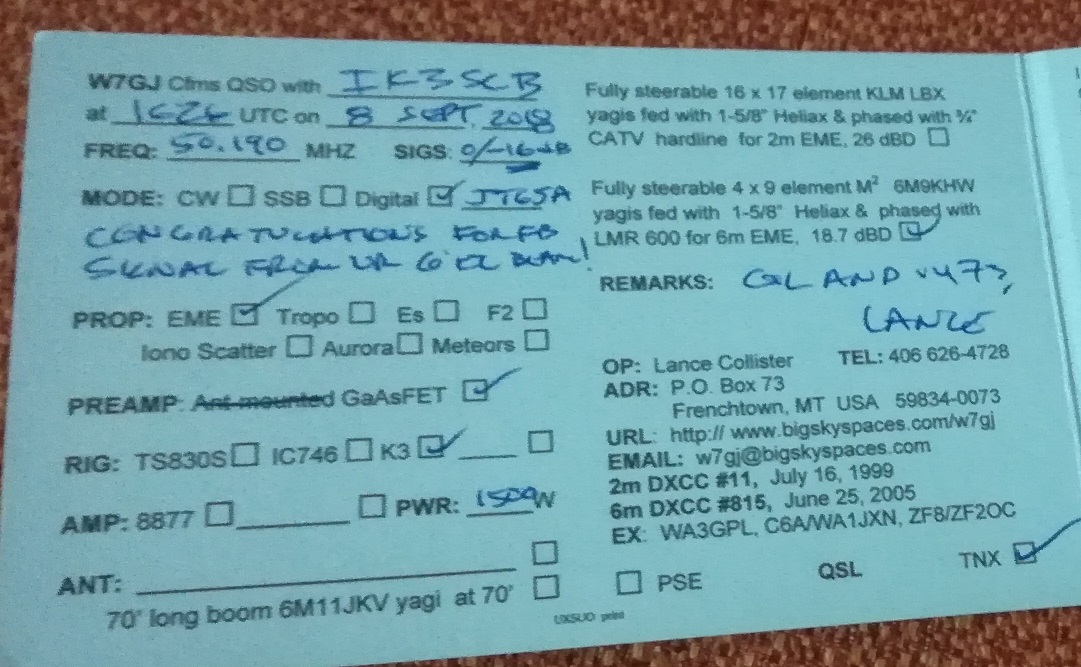 W7GJ Cfms QSO with IK3SCB
at UTC on 8 SEPT. 2018
FREQ: 50.190 MHZ SIGS: O/-16dB
MODE: CW ☐ SSB ☐ Digital ☑ JT65A
CONGRATULATIONS FOR FB
SIGNAL FROM UR 6 EL BEAM!
PROP: EME ☑ Tropo ☐ Es ☐ F2 ☐
Iono Scatter ☐ Aurora ☐ Meteors ☐
PREAMP: Ant mounted GaAsFET ☑
RIG: TS830S ☐ IC746 ☐ K3 ☑ ____ ☐
AMP: 8877 ☐ ________ ☐ PWR: 1500W
ANT: ________ ☐
70' long boom 6M11JKV yagi at 70' ☐
Fully steerable 16 x 17 element KLM LBX
yagis fed with 1-5/8" Heliax & phased with ¾"
CATV hardline for 2m EME, 26 dBD ☐
Fully steerable 4 x 9 element M² 6M9KHW
yagis fed with 1-5/8" Heliax & phased with
LMR 600 for 6m EME, 18.7 dBD ☑
REMARKS: GL AND
LANCE
OP: Lance Collister TEL: 406 626-4728
ADR: P.O. Box 73
Frenchtown, MT USA 59834-0073
URL: http:// www.bigskyspaces.com/w7gj
EMAIL: w7gj@bigskyspaces.com
2m DXCC #11, July 16, 1999
6m DXCC #815, June 25, 2005
EX: WA3GPL, C6A/WA1JXN, ZF8/ZF2OC
☐ PSE QSL TNX ☑
print